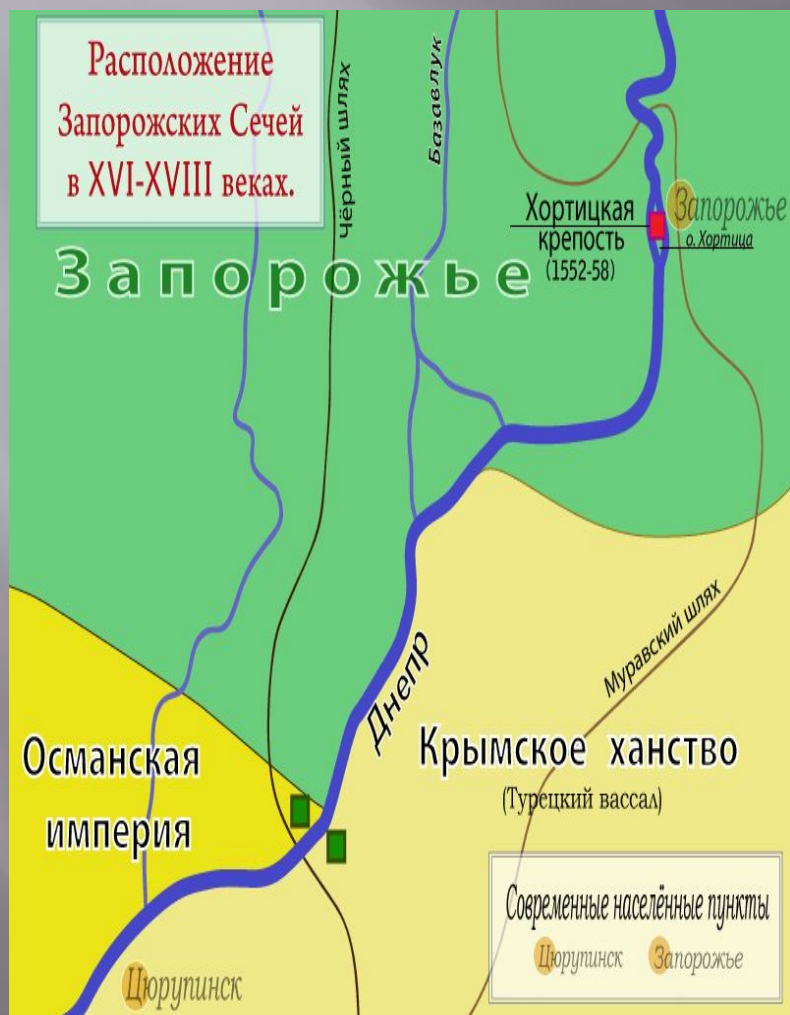 Расположение
Запорожских Сечей
в XVI-XVIII веках.
Чёрный шлях
Базавлук
Запорожье
Хортицкая
крепость
(1552-58)
о. Хортица
Запорожье
Днепр
Муравский шлях
Османская
империя
Крымское ханство
(Турецкий вассал)
Современные населённые пункты
Цюрупинск Запорожье
Цюрупинск